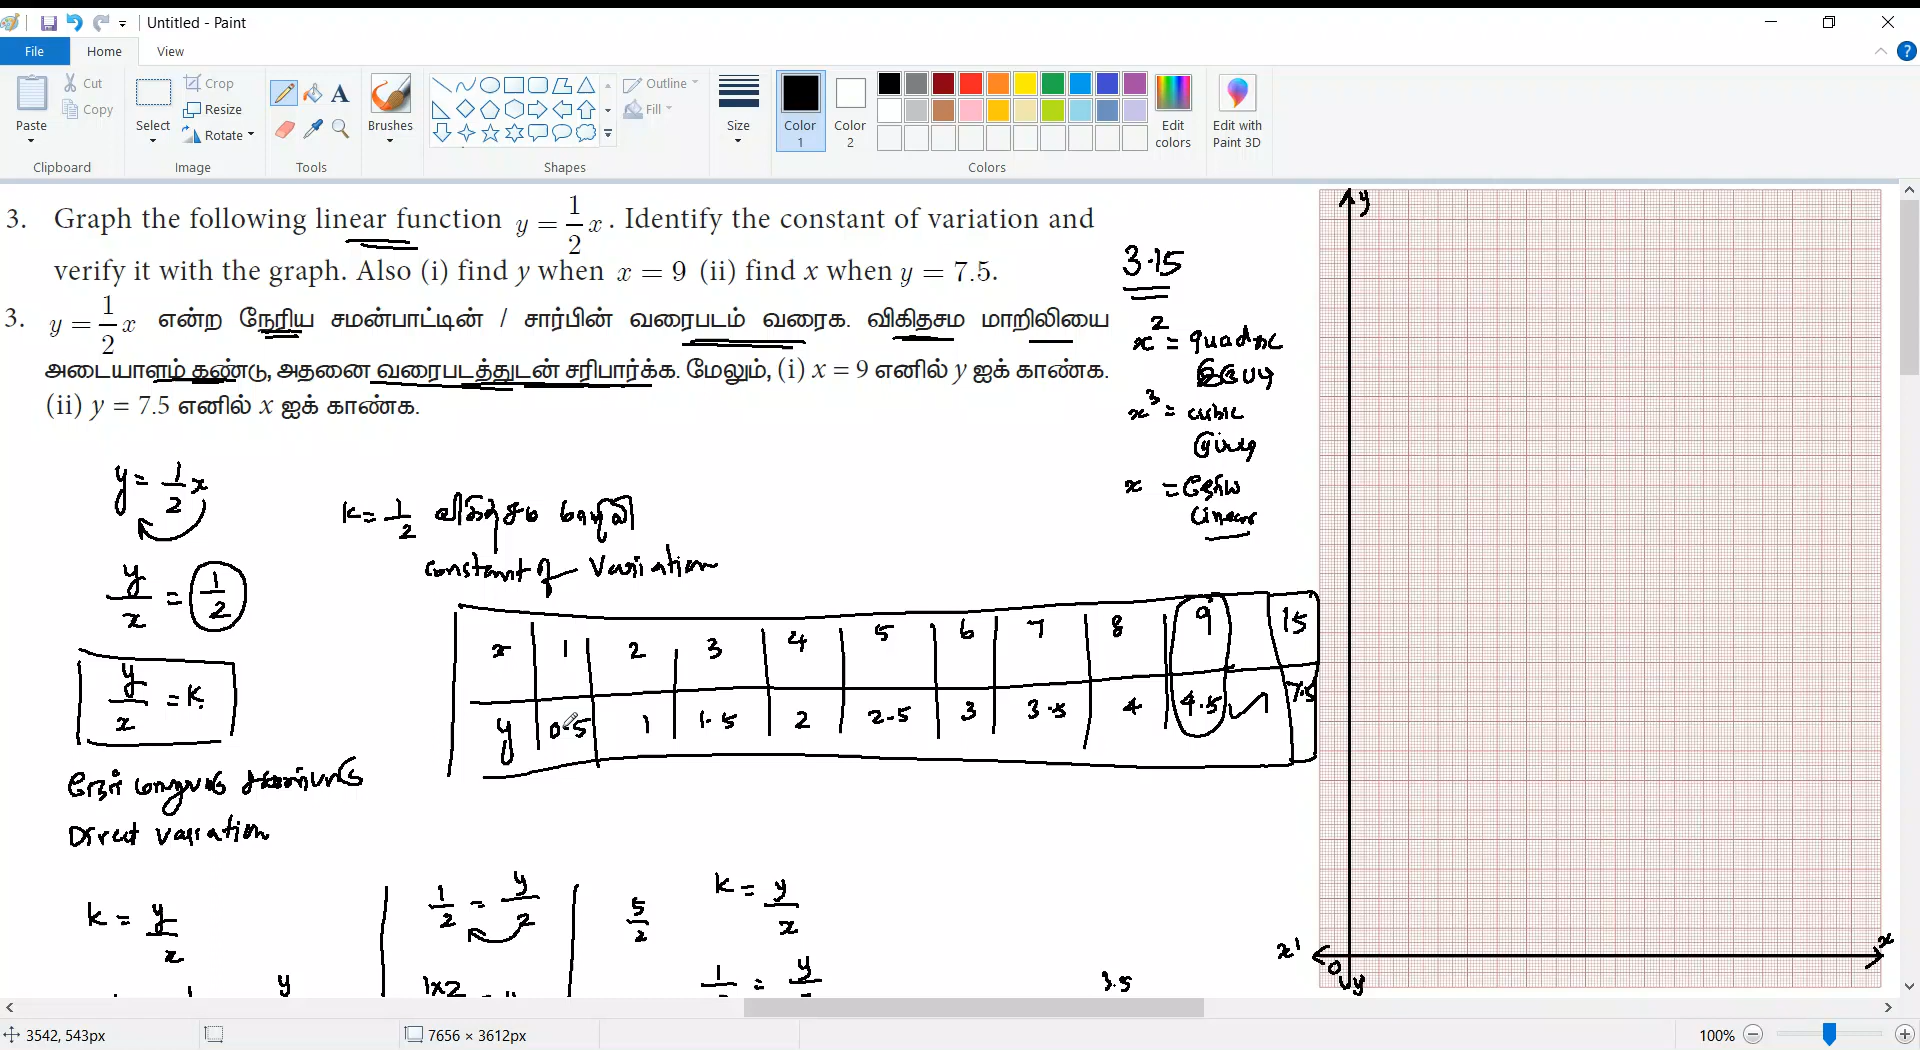 Untitled - Paint
File Home View
Paste
Cut
Copy
Clipboard
Select
Crop
Resize
Rotate
Image
Tools
Brushes
Outline
Fill
Shapes
Size
Color 1
Color 2
Edit colors
Edit with Paint 3D
Colors
3. Graph the following linear function y = 1/2 x. Identify the constant of variation and
verify it with the graph. Also (i) find y when x = 9 (ii) find x when y = 7.5.
3. y = 1/2 x என்ற நேரிய சமன்பாட்டின் / சார்பின் வரைபடம் வரைக. விகிதசம மாறிலியை
அடையாளம் கண்டு, அதனை வரைபடத்துடன் சரிபார்க்க. மேலும், (i) x = 9 எனில் y ஐக் காண்க.
(ii) y = 7.5 எனில் x ஐக் காண்க.
3.15
x² =
x³ = cubic
x =
linear
y = 1/2 x
y/x = 1/2
y/x = k
Direct variation
k = 1/2
constant of Variation
x 1 2 3 4 5 6 7 8 9 15
y 0.5 1 1.5 2 2.5 3 3.5 4 4.5 7.5
k = y/x
1/2 = y/2
5/2
k = y/x
y
3.5
y
x' 0 x
y
3542, 543px
7656 × 3612px
100%